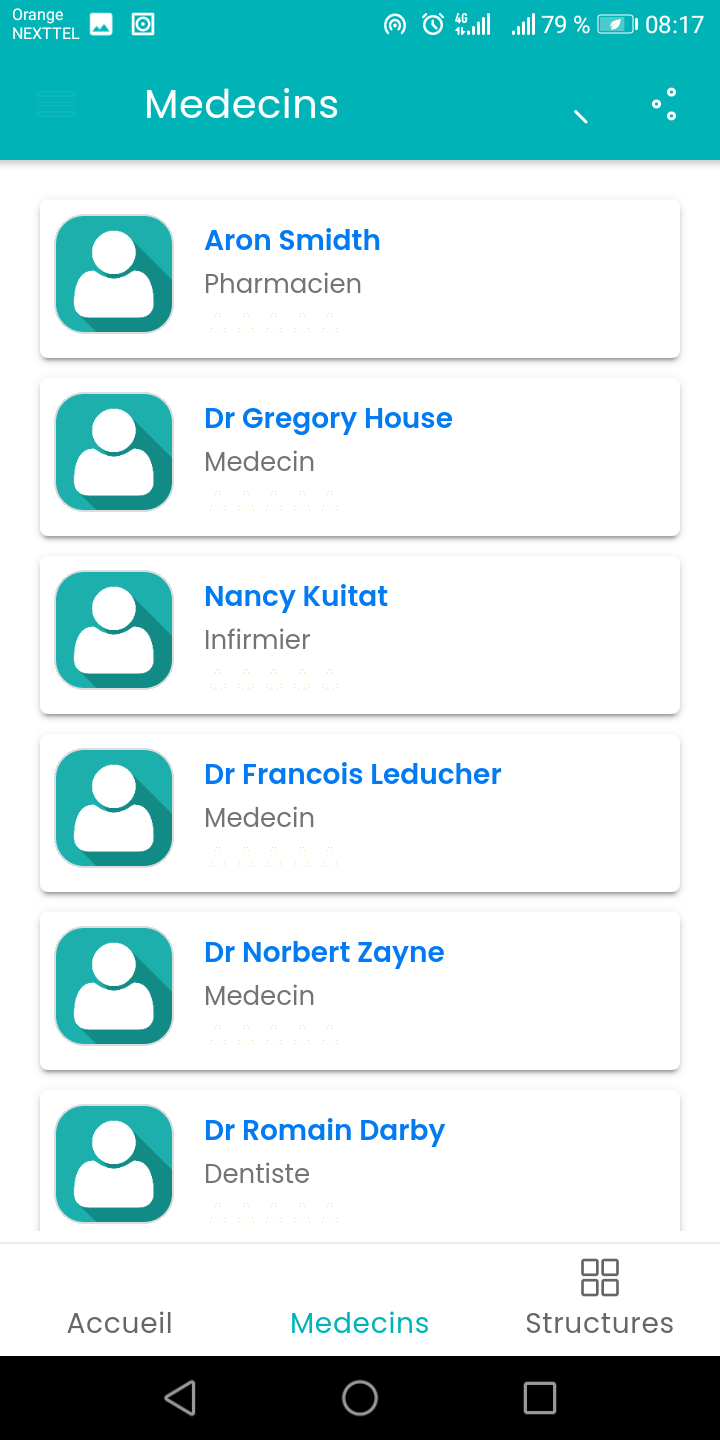 Orange
NEXTTEL
4G 79 % 08:17
Medecins
Aron Smidth
Pharmacien
Dr Gregory House
Medecin
Nancy Kuitat
Infirmier
Dr Francois Leducher
Medecin
Dr Norbert Zayne
Medecin
Dr Romain Darby
Dentiste
Accueil Medecins Structures